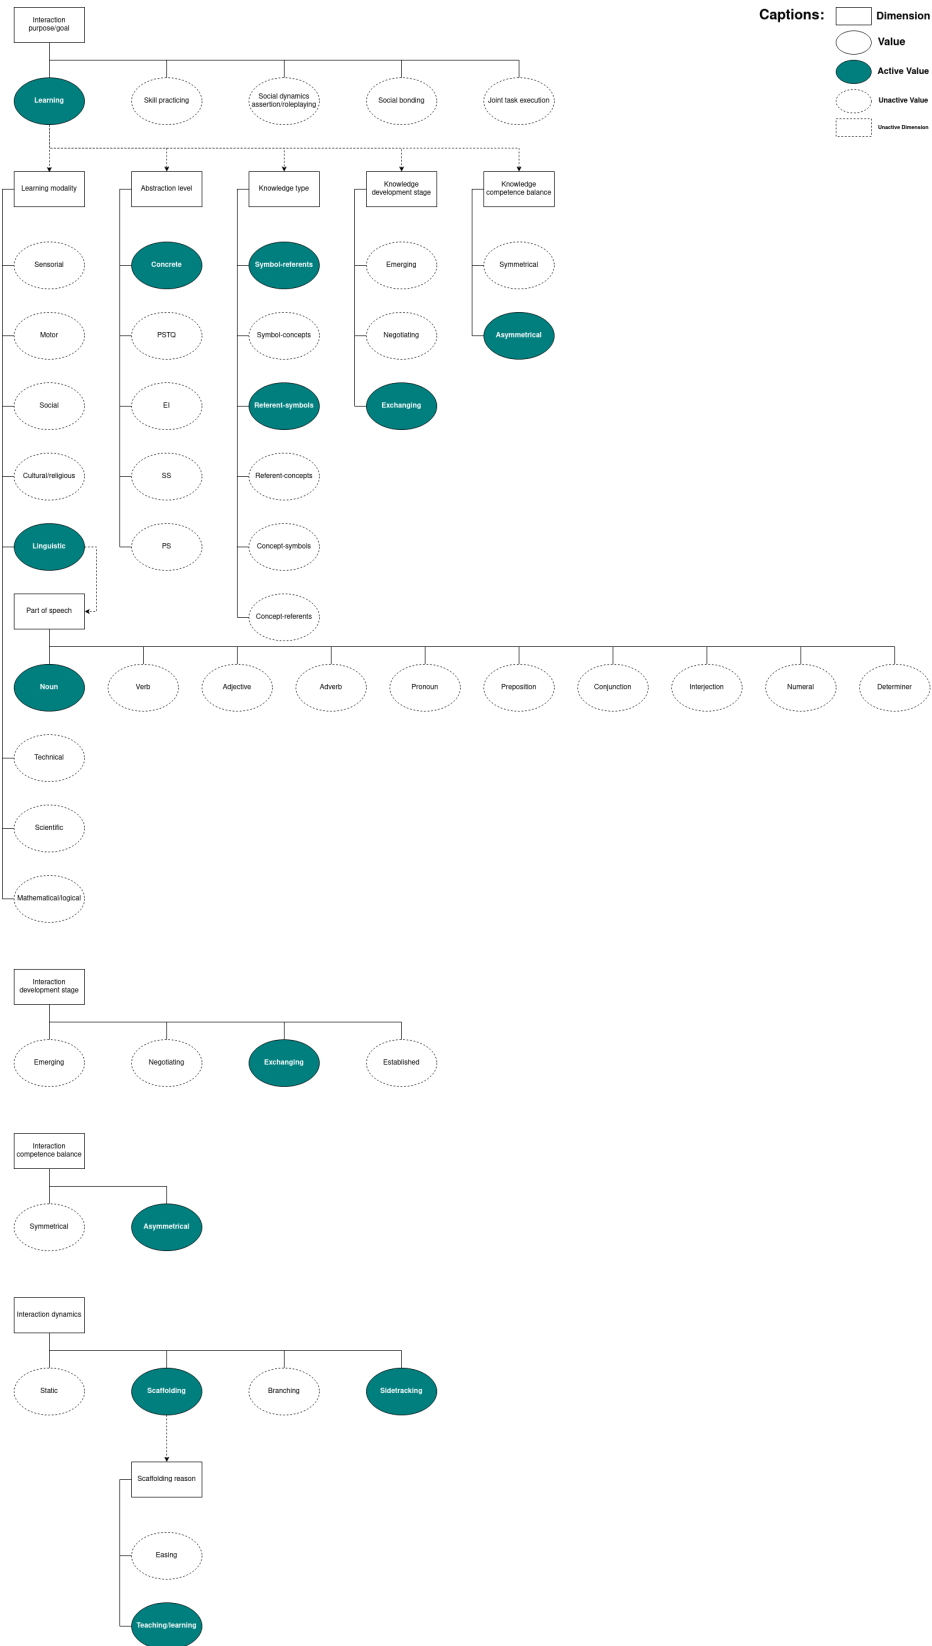 Interaction
purpose/goal
Captions:
Dimension
Value
Active Value
Unactive Value
Unactive Dimension
Learning
Skill practicing
Social dynamics
assertion/roleplaying
Social bonding
Joint task execution
Learning modality
Abstraction level
Knowledge type
Knowledge
development stage
Knowledge
competence balance
Sensorial
Concrete
Symbol-referents
Emerging
Symmetrical
Motor
PSTQ
Symbol-concepts
Negotiating
Asymmetrical
Social
EI
Referent-symbols
Exchanging
Cultural/religious
SS
Referent-concepts
Linguistic
PS
Concept-symbols
Part of speech
Concept-referents
Noun
Verb
Adjective
Adverb
Pronoun
Preposition
Conjunction
Interjection
Numeral
Determiner
Technical
Scientific
Mathematical/logical
Interaction
development stage
Emerging
Negotiating
Exchanging
Established
Interaction
competence balance
Symmetrical
Asymmetrical
Interaction dynamics
Static
Scaffolding
Branching
Sidetracking
Scaffolding reason
Easing
Teaching/learning